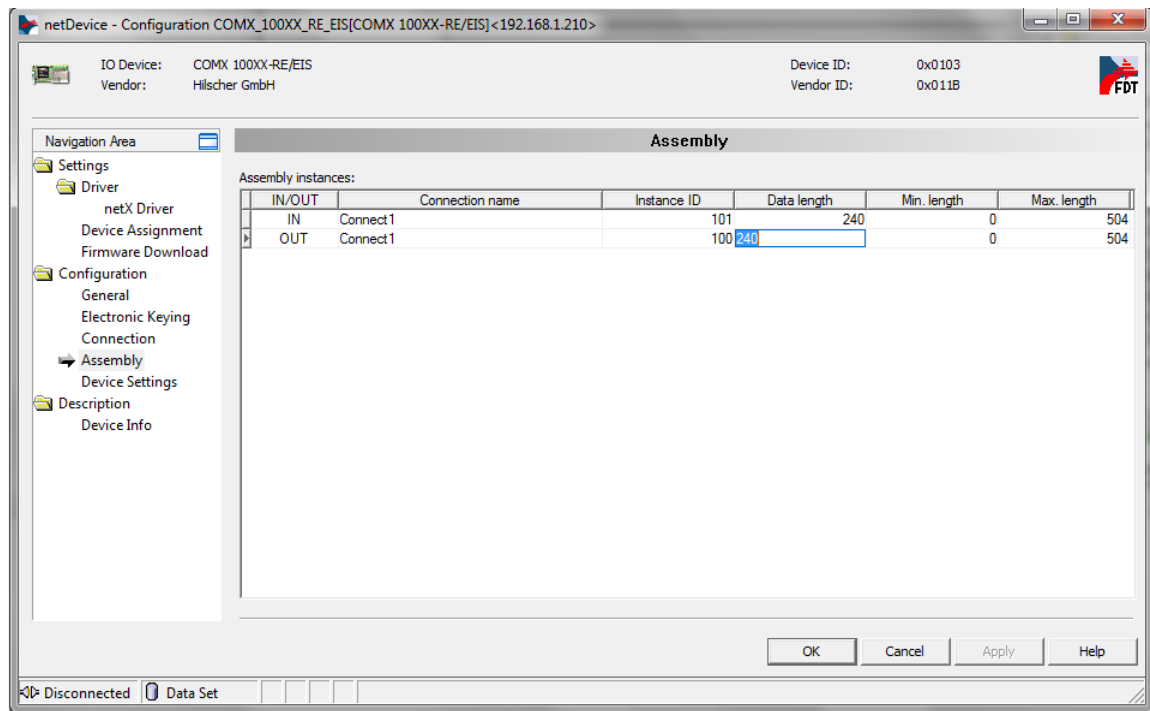 netDevice - Configuration COMX_100XX_RE_EIS[COMX 100XX-RE/EIS]<192.168.1.210>
IO Device: COMX 100XX-RE/EIS Device ID: 0x0103
Vendor: Hilscher GmbH Vendor ID: 0x011B
FDT
Navigation Area
Settings
Driver
netX Driver
Device Assignment
Firmware Download
Configuration
General
Electronic Keying
Connection
Assembly
Device Settings
Description
Device Info
Assembly
Assembly instances:
IN/OUT Connection name Instance ID Data length Min. length Max. length
IN Connect1 101 240 0 504
OUT Connect1 100 240 0 504
OK Cancel Apply Help
Disconnected Data Set